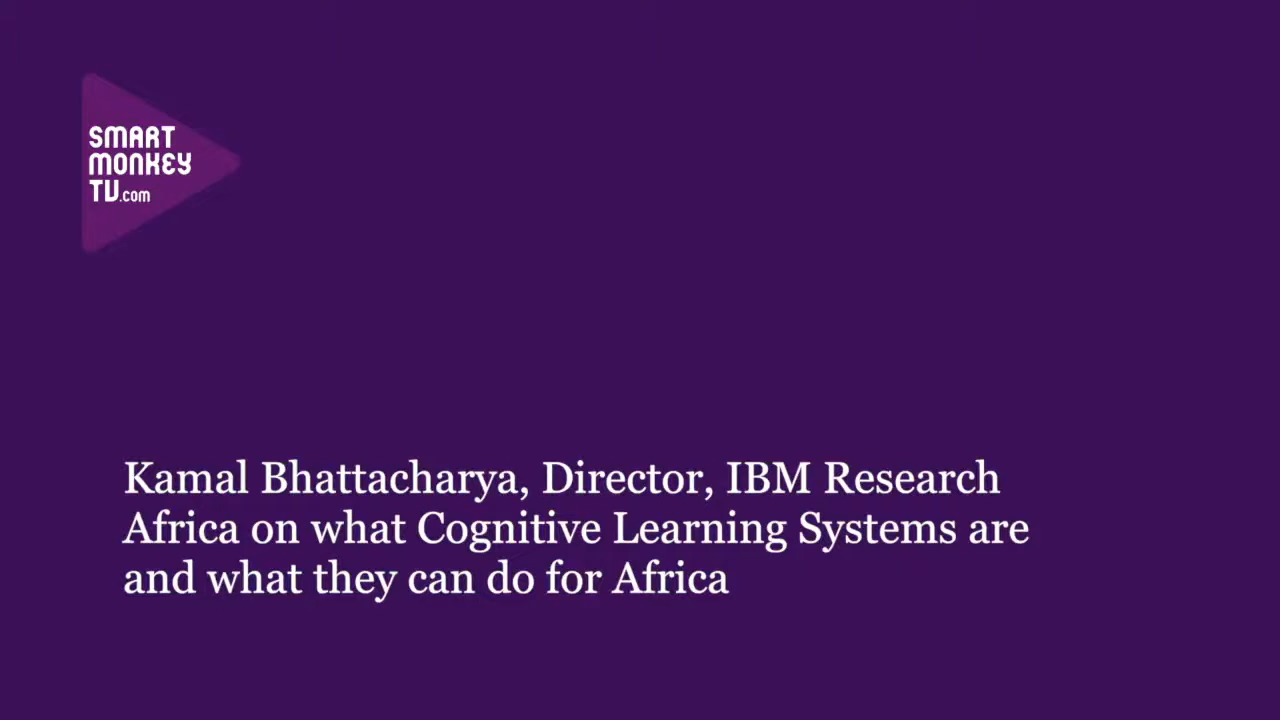 SMART
MONKEY
TV.com
Kamal Bhattacharya, Director, IBM Research
Africa on what Cognitive Learning Systems are
and what they can do for Africa